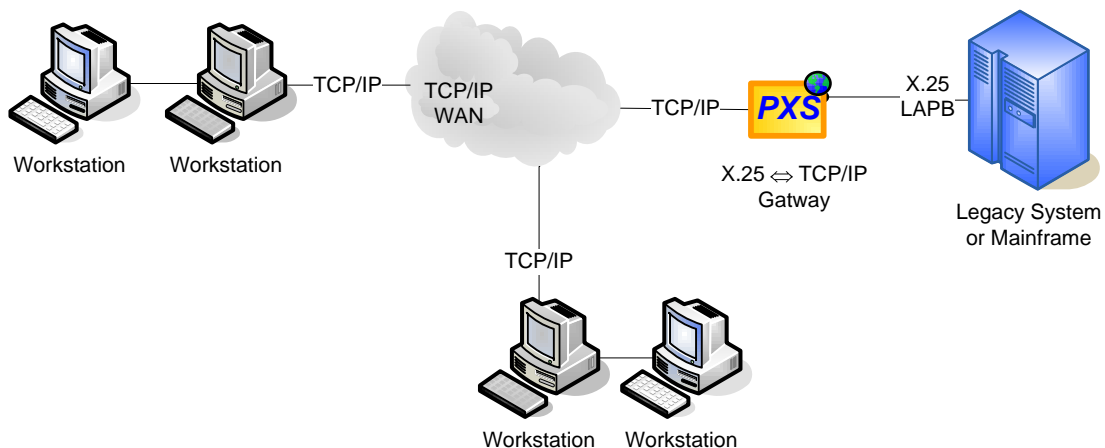 TCP/IP
TCP/IP
WAN
TCP/IP
PXS
X.25
LAPB
Workstation
Workstation
X.25 ⇔ TCP/IP
Gatway
Legacy System
or Mainframe
TCP/IP
Workstation
Workstation